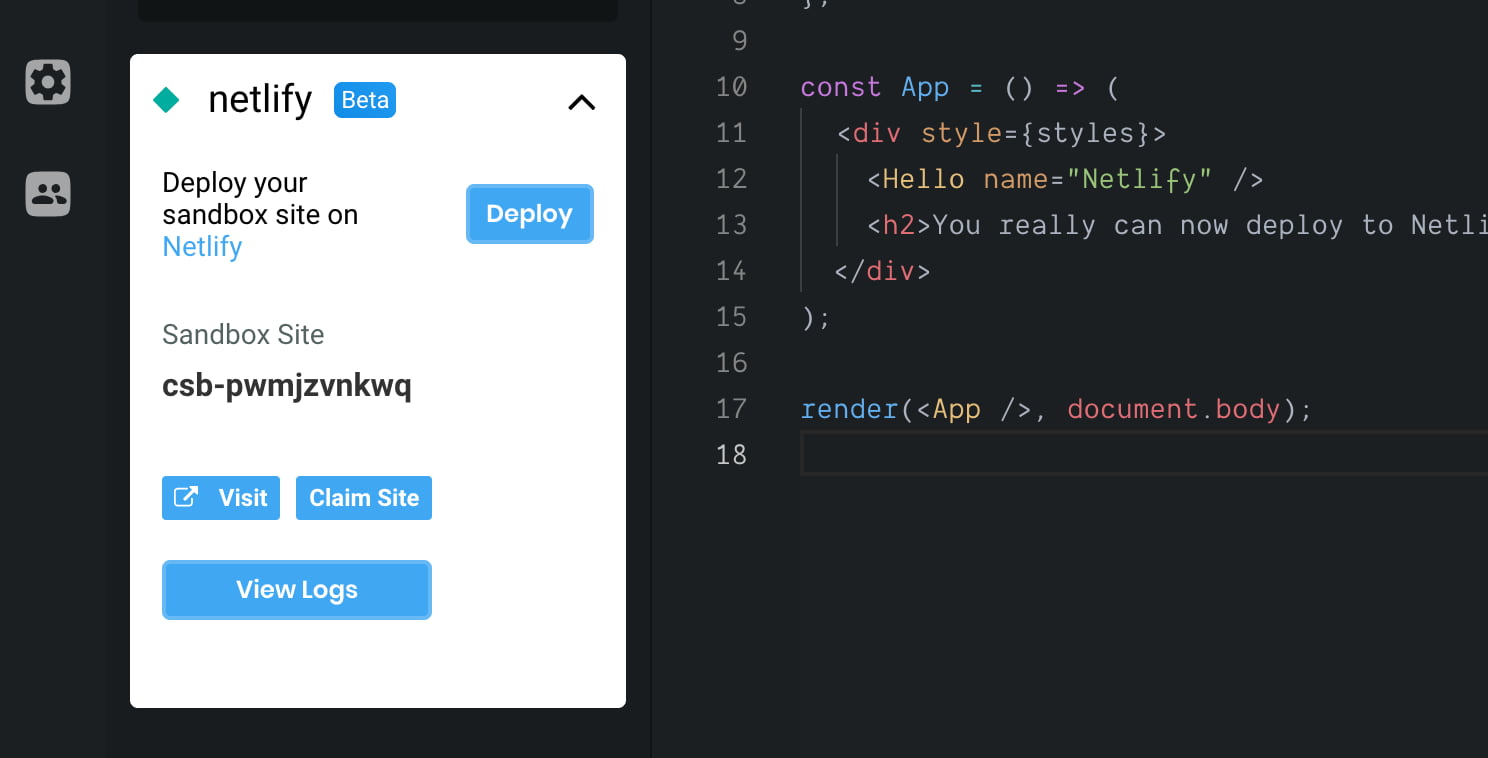 netlify Beta
Deploy your
sandbox site on
Netlify
Deploy
Sandbox Site
csb-pwmjzvnkwq
Visit
Claim Site
View Logs
9
10 const App = () => (
11 <div style={styles}>
12 <Hello name="Netlify" />
13 <h2>You really can now deploy to Netli
14 </div>
15 );
16
17 render(<App />, document.body);
18